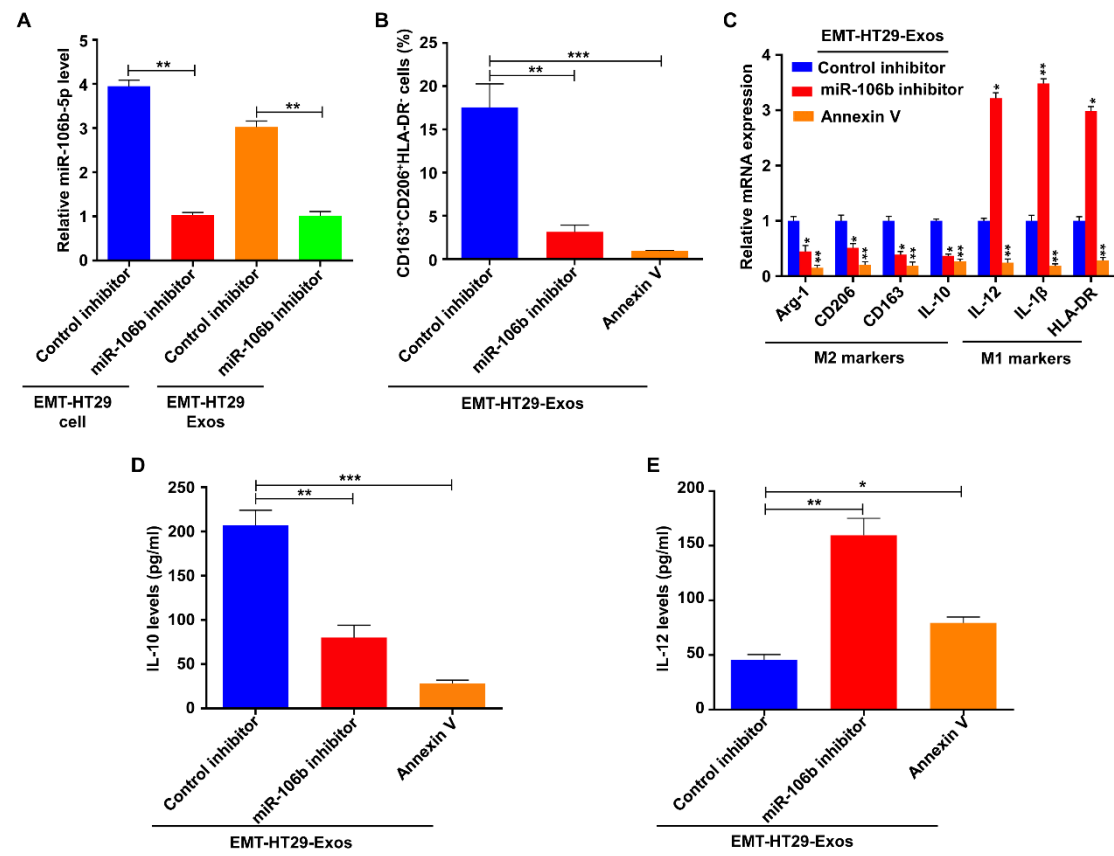 A
Relative miR-106b-5p level
5
4
3
2
1
0
**
**
Control inhibitor
miR-106b inhibitor
Control inhibitor
miR-106b inhibitor
EMT-HT29
cell
EMT-HT29
Exos
B
CD163+CD206+HLA-DR- cells (%)
25
20
15
10
5
0
***
**
Control inhibitor
miR-106b inhibitor
Annexin V
EMT-HT29-Exos
C
EMT-HT29-Exos
Control inhibitor
miR-106b inhibitor
Annexin V
Relative mRNA expression
4
3
2
1
0
*
**
*
**
*
**
*
***
*
**
**
***
*
**
Arg-1
CD206
CD163
IL-10
IL-12
IL-1β
HLA-DR
M2 markers
M1 markers
D
IL-10 levels (pg/ml)
250
200
150
100
50
0
***
**
Control inhibitor
miR-106b inhibitor
Annexin V
EMT-HT29-Exos
E
IL-12 levels (pg/ml)
200
150
100
50
0
*
**
Control inhibitor
miR-106b inhibitor
Annexin V
EMT-HT29-Exos